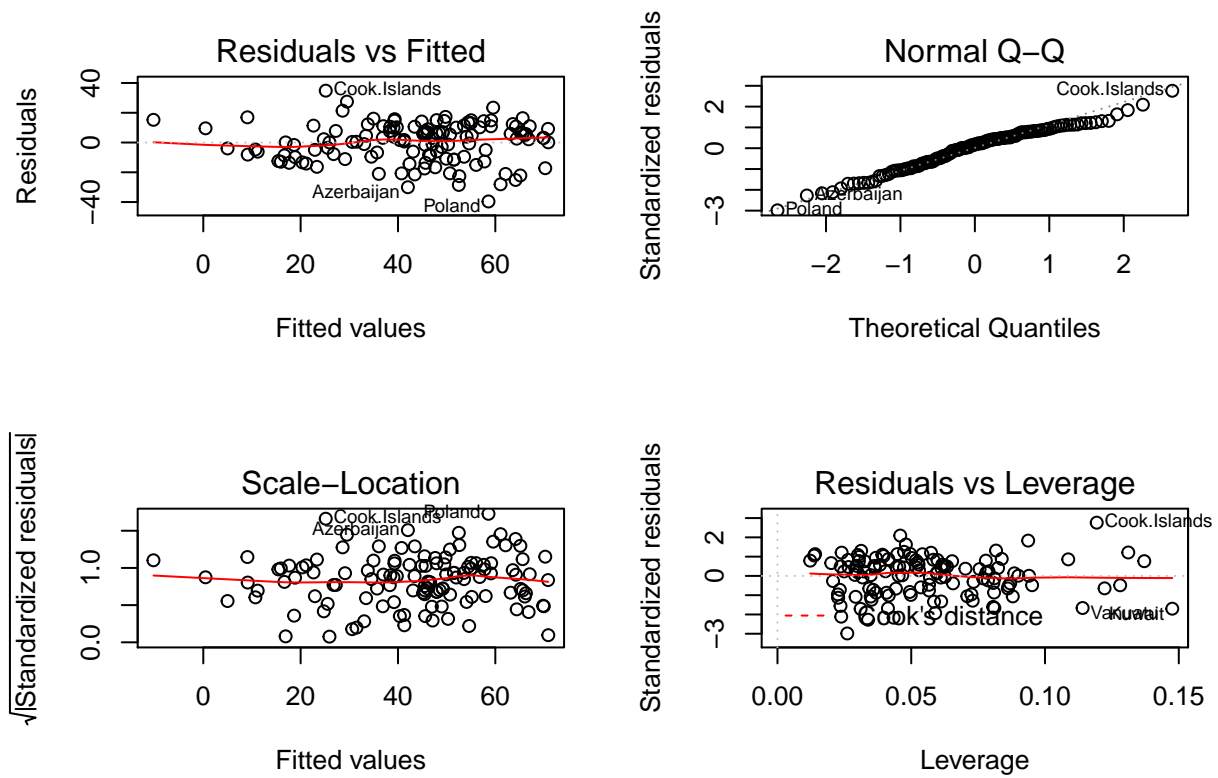 Residuals vs Fitted
Residuals
40
0
−40
Cook.Islands
Azerbaijan
Poland
0 20 40 60
Fitted values
Normal Q−Q
Standardized residuals
2
0
−3
Cook.Islands
Azerbaijan
Poland
−2 −1 0 1 2
Theoretical Quantiles
Scale−Location
√|Standardized residuals|
1.0
0.0
Poland
Cook.Islands
Azerbaijan
0 20 40 60
Fitted values
Residuals vs Leverage
Standardized residuals
2
0
−3
Cook.Islands
Vanuatu
Kuwait
Cook's distance
0.00 0.05 0.10 0.15
Leverage